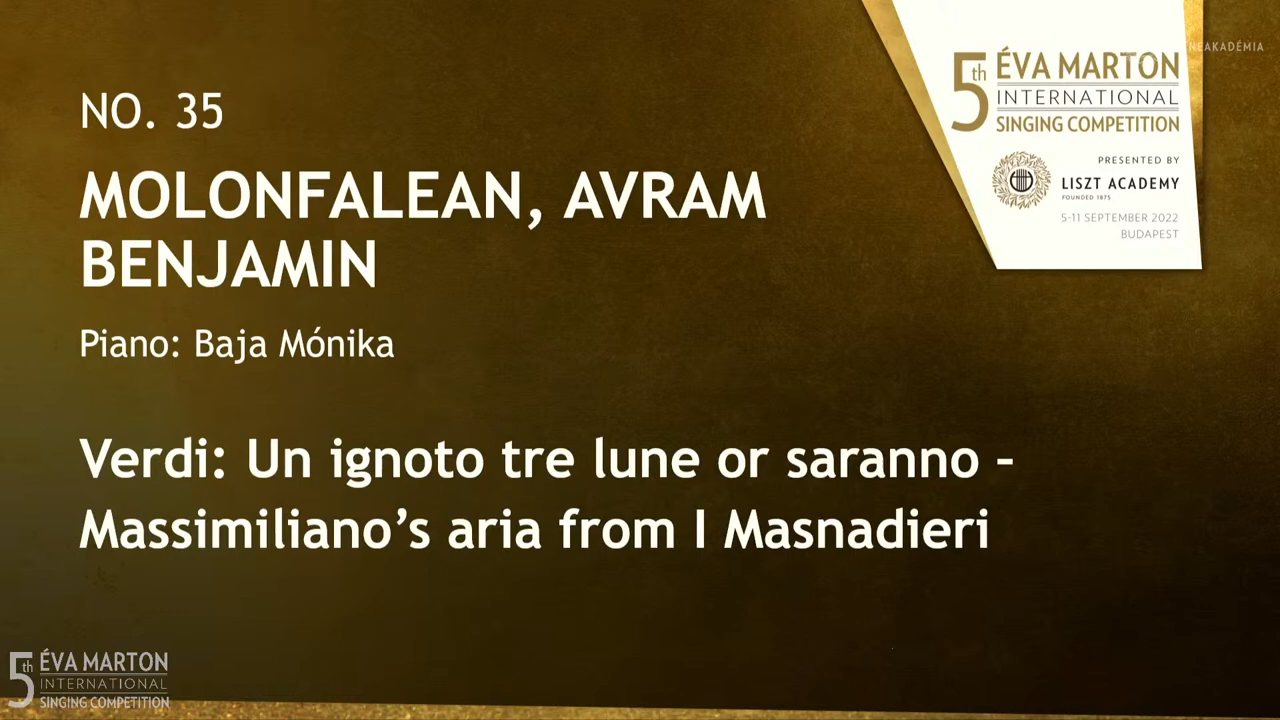 NO. 35
MOLONFALEAN, AVRAM
BENJAMIN
Piano: Baja Mónika
Verdi: Un ignoto tre lune or saranno –
Massimiliano’s aria from I Masnadieri
5th ÉVA MARTON
INTERNATIONAL
SINGING COMPETITION
PRESENTED BY
LISZT ACADEMY
FOUNDED 1875
5-11 SEPTEMBER 2022
BUDAPEST
5th ÉVA MARTON
INTERNATIONAL
SINGING COMPETITION